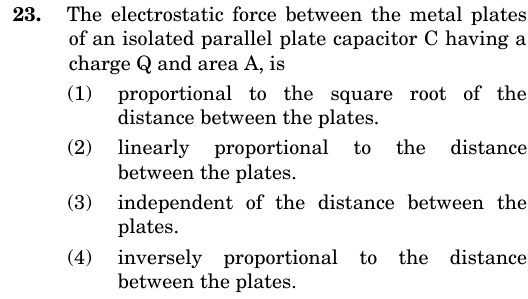 23. The electrostatic force between the metal plates
of an isolated parallel plate capacitor C having a
charge Q and area A, is
(1) proportional to the square root of the
distance between the plates.
(2) linearly proportional to the distance
between the plates.
(3) independent of the distance between the
plates.
(4) inversely proportional to the distance
between the plates.